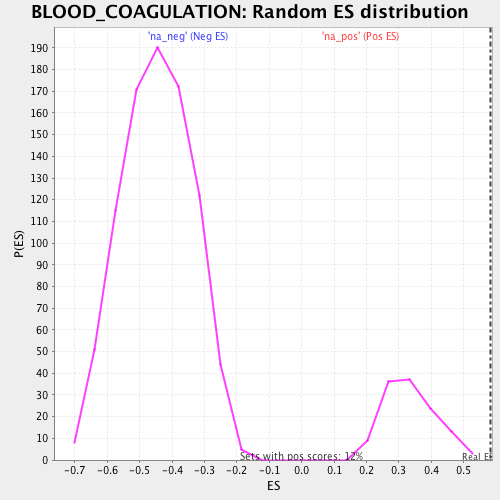 BLOOD_COAGULATION: Random ES distribution
'na_neg' (Neg ES) 'na_pos' (Pos ES)
190
180
170
160
150
140
130
120
110
100
90
80
70
60
50
40
30
20
10
0
P(ES)
Sets with pos scores: 12%
Real ES
-0.7 -0.6 -0.5 -0.4 -0.3 -0.2 -0.1 0.0 0.1 0.2 0.3 0.4 0.5
ES